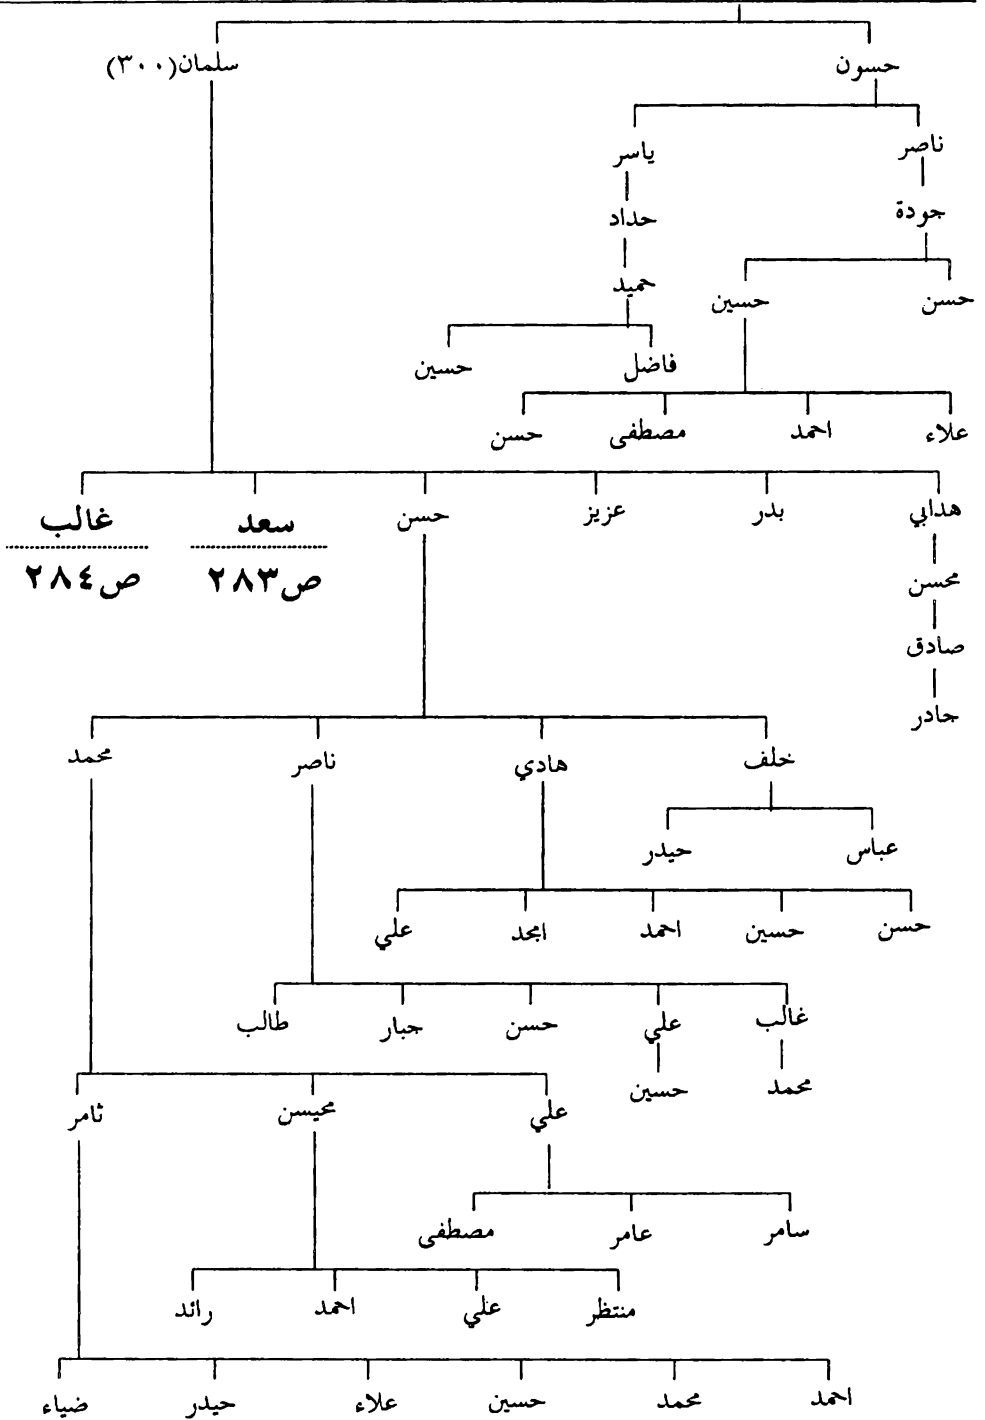 حسون سلمان(٣٠٠)
ناصر ياسر
جودة حداد
حميد
حسن حسين
فاضل حسين
علاء احمد مصطفى حسن
هدابي بدر عزيز حسن سعد غالب
ص٢٨٣ ص٢٨٤
محسن
صادق
جادر
خلف هادي ناصر محمد
عباس حيدر
حسن حسين احمد امجد علي
غالب علي حسن جبار طالب
محمد حسين
علي محيسن ثامر
سامر عامر مصطفى
منتظر علي احمد رائد
احمد محمد حسين علاء حيدر ضياء